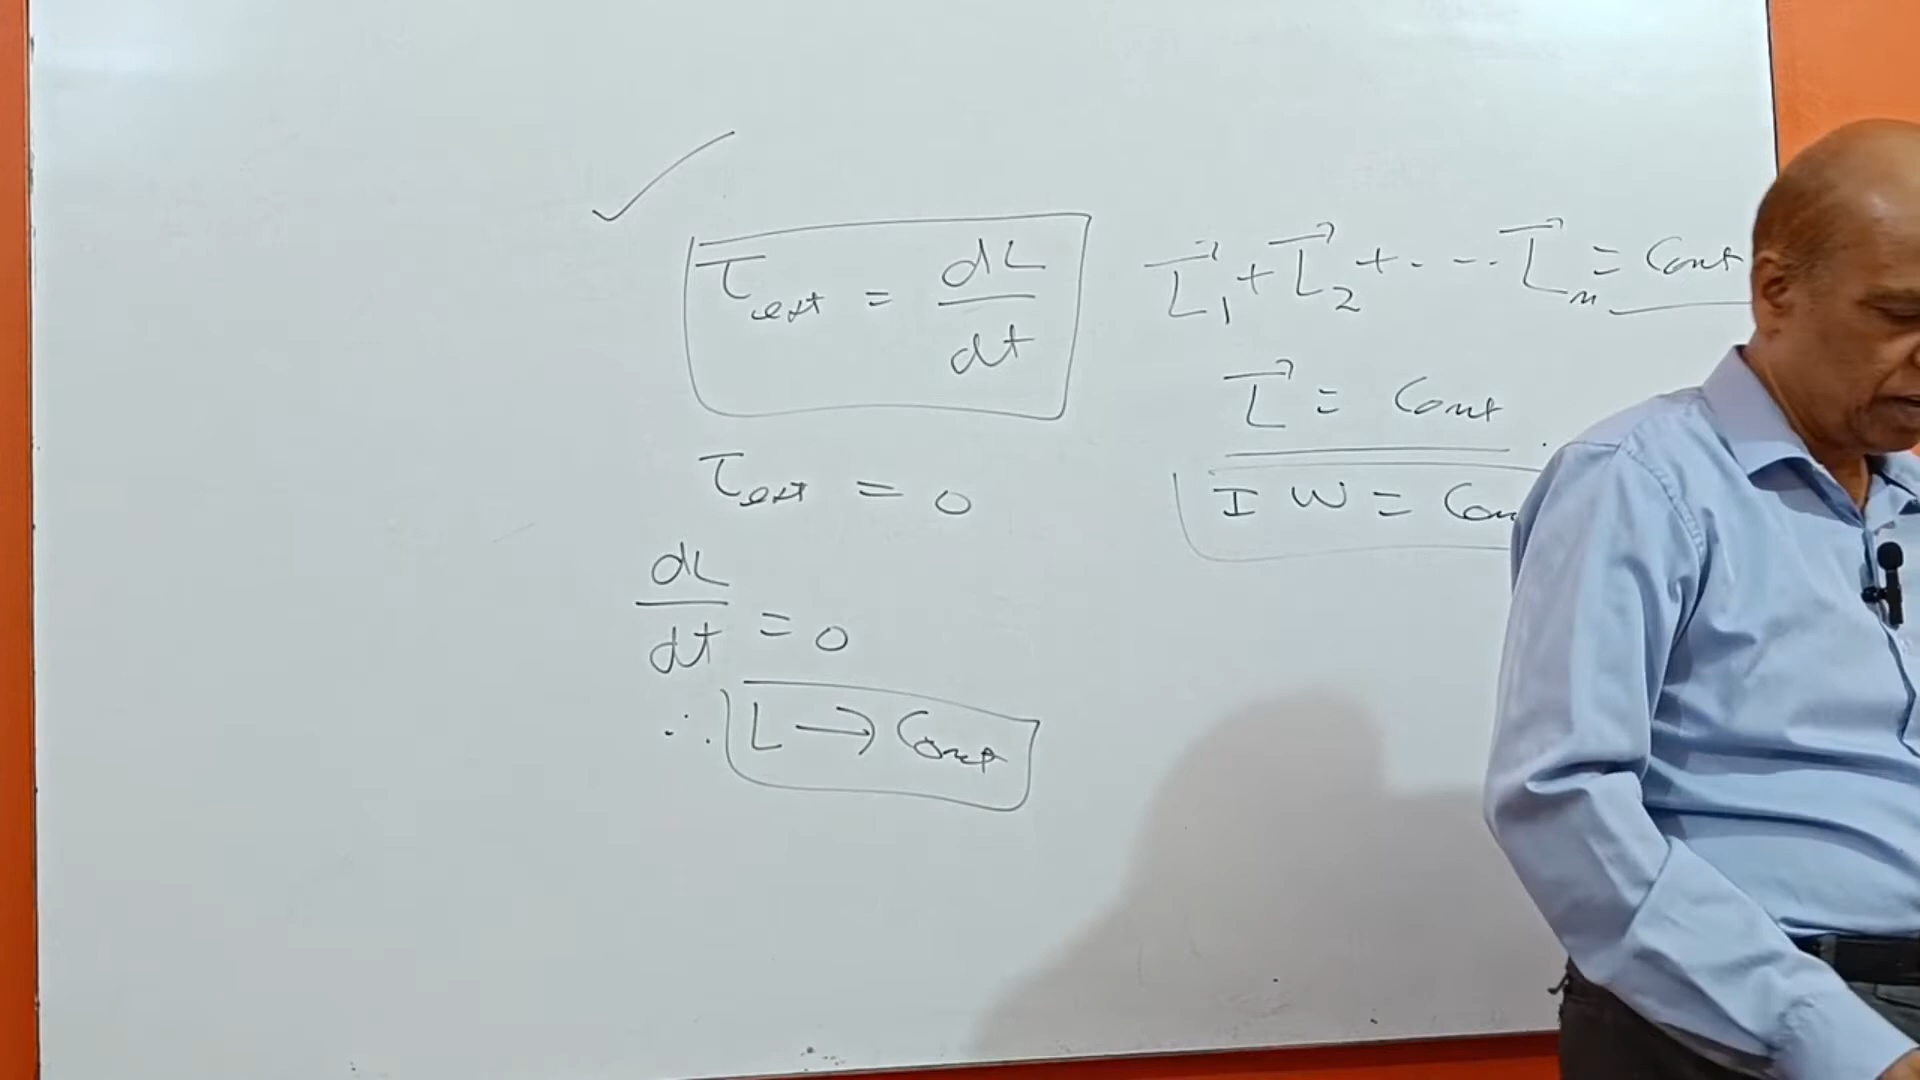 τext = dL/dt
τext = 0
dL/dt = 0
∴ L → Const
L⃗1 + L⃗2 + · - -- L⃗n = Const
L⃗ = Const
I W =